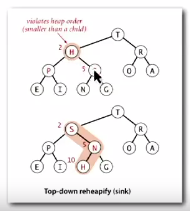 violates heap order
(smaller than a child)
T
2 H R
P 5 O A
E I N G
T
2 S R
P 5 N O A
E I 10 H G
Top-down reheapify (sink)